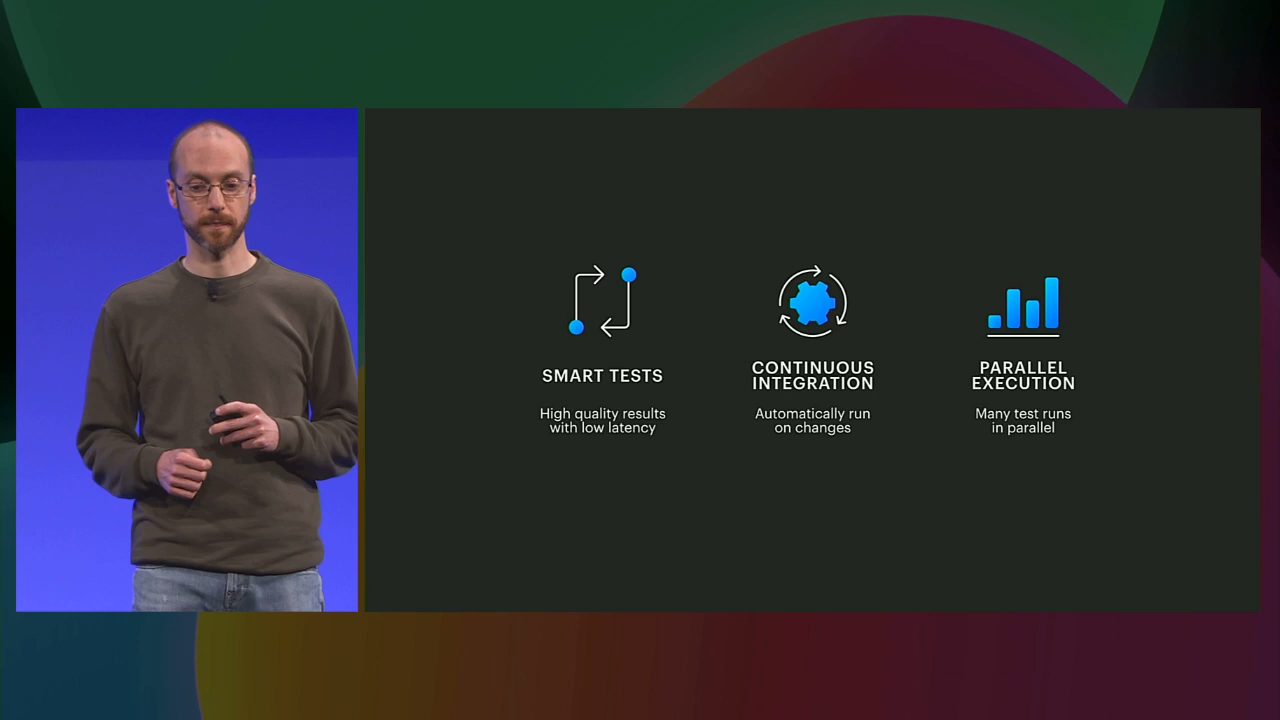 SMART TESTS
High quality results
with low latency
CONTINUOUS
INTEGRATION
Automatically run
on changes
PARALLEL
EXECUTION
Many test runs
in parallel